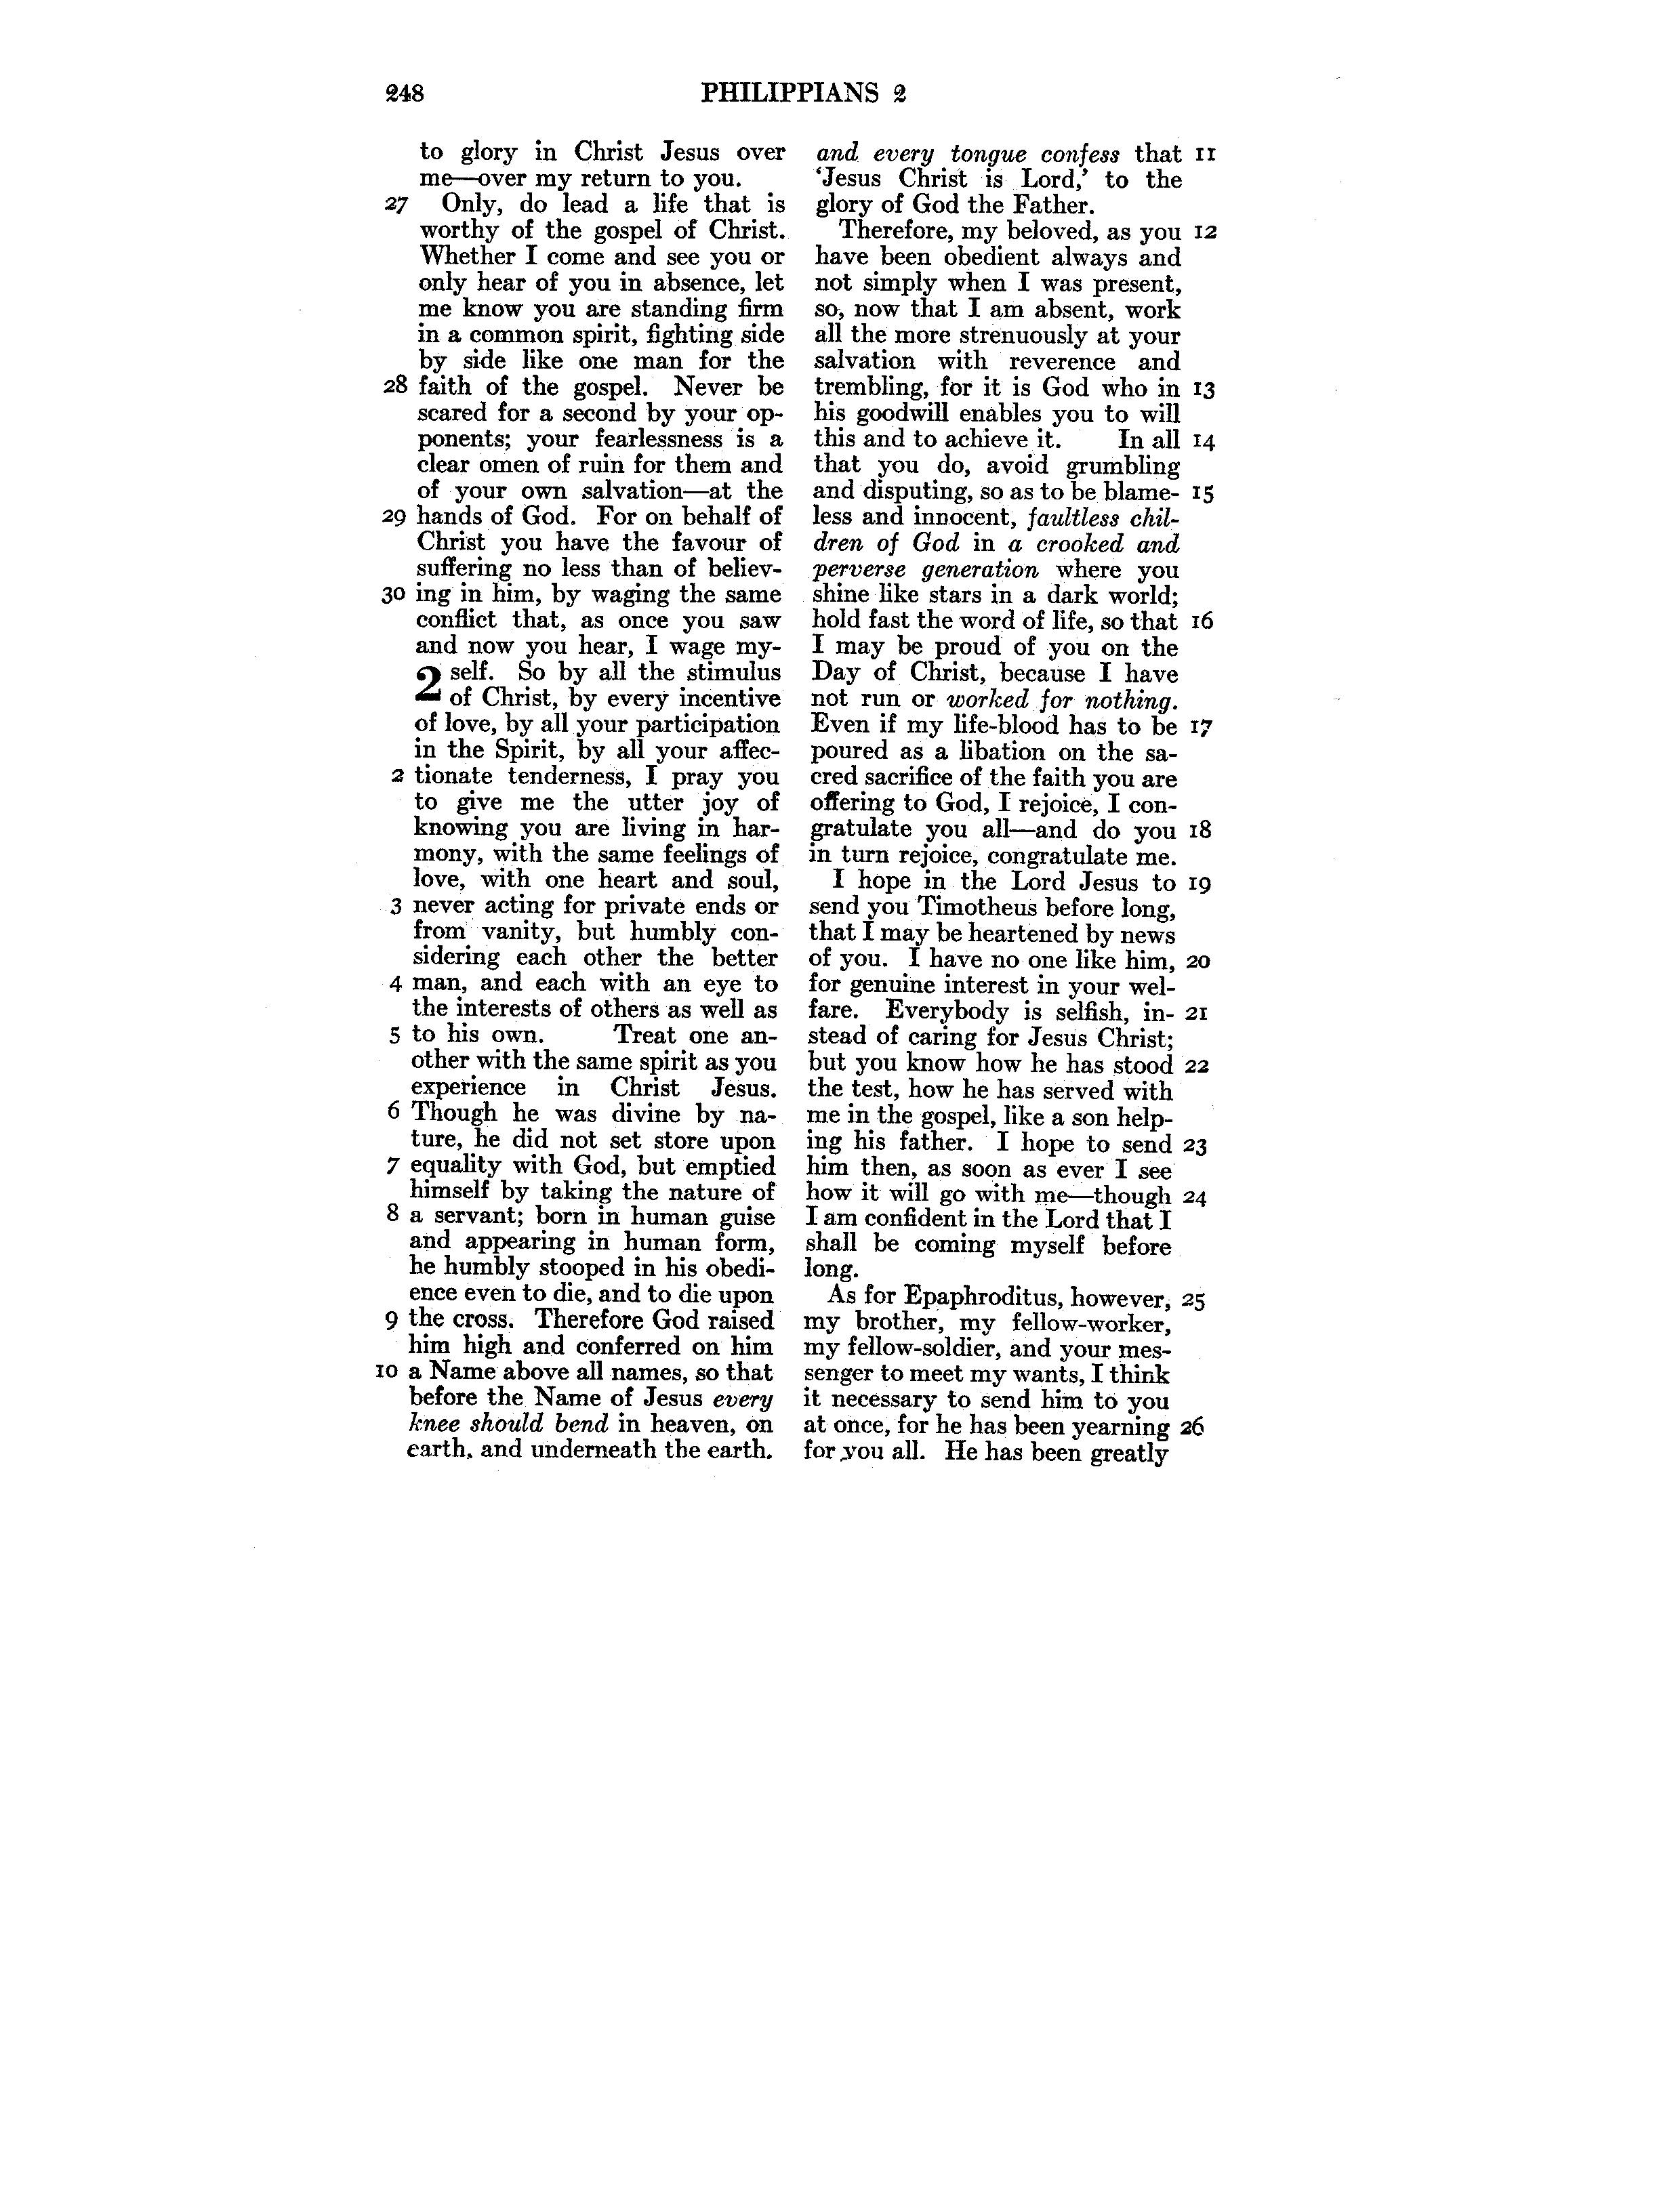 248 PHILIPPIANS 2
to glory in Christ Jesus over
me—over my return to you.
27 Only, do lead a life that is
worthy of the gospel of Christ.
Whether I come and see you or
only hear of you in absence, let
me know you are standing firm
in a common spirit, fighting side
by side like one man for the
28 faith of the gospel. Never be
scared for a second by your op-
ponents; your fearlessness is a
clear omen of ruin for them and
of your own salvation—at the
29 hands of God. For on behalf of
Christ you have the favour of
suffering no less than of believ-
30 ing in him, by waging the same
conflict that, as once you saw
and now you hear, I wage my-
2 self. So by all the stimulus
of Christ, by every incentive
of love, by all your participation
in the Spirit, by all your affec-
2 tionate tenderness, I pray you
to give me the utter joy of
knowing you are living in har-
mony, with the same feelings of
love, with one heart and soul,
3 never acting for private ends or
from vanity, but humbly con-
sidering each other the better
4 man, and each with an eye to
the interests of others as well as
5 to his own. Treat one an-
other with the same spirit as you
experience in Christ Jesus.
6 Though he was divine by na-
ture, he did not set store upon
7 equality with God, but emptied
himself by taking the nature of
8 a servant; born in human guise
and appearing in human form,
he humbly stooped in his obedi-
ence even to die, and to die upon
9 the cross. Therefore God raised
him high and conferred on him
10 a Name above all names, so that
before the Name of Jesus every
knee should bend in heaven, on
earth, and underneath the earth.
and every tongue confess that 11
‘Jesus Christ is Lord,’ to the
glory of God the Father.
Therefore, my beloved, as you 12
have been obedient always and
not simply when I was present,
so, now that I am absent, work
all the more strenuously at your
salvation with reverence and
trembling, for it is God who in 13
his goodwill enables you to will
this and to achieve it. In all 14
that you do, avoid grumbling
and disputing, so as to be blame- 15
less and innocent, faultless chil-
dren of God in a crooked and
perverse generation where you
shine like stars in a dark world;
hold fast the word of life, so that 16
I may be proud of you on the
Day of Christ, because I have
not run or worked for nothing.
Even if my life-blood has to be 17
poured as a libation on the sa-
cred sacrifice of the faith you are
offering to God, I rejoice, I con-
gratulate you all—and do you 18
in turn rejoice, congratulate me.
I hope in the Lord Jesus to 19
send you Timotheus before long,
that I may be heartened by news
of you. I have no one like him, 20
for genuine interest in your wel-
fare. Everybody is selfish, in- 21
stead of caring for Jesus Christ;
but you know how he has stood 22
the test, how he has served with
me in the gospel, like a son help-
ing his father. I hope to send 23
him then, as soon as ever I see
how it will go with me—though 24
I am confident in the Lord that I
shall be coming myself before
long.
As for Epaphroditus, however, 25
my brother, my fellow-worker,
my fellow-soldier, and your mes-
senger to meet my wants, I think
it necessary to send him to you
at once, for he has been yearning 26
for you all. He has been greatly